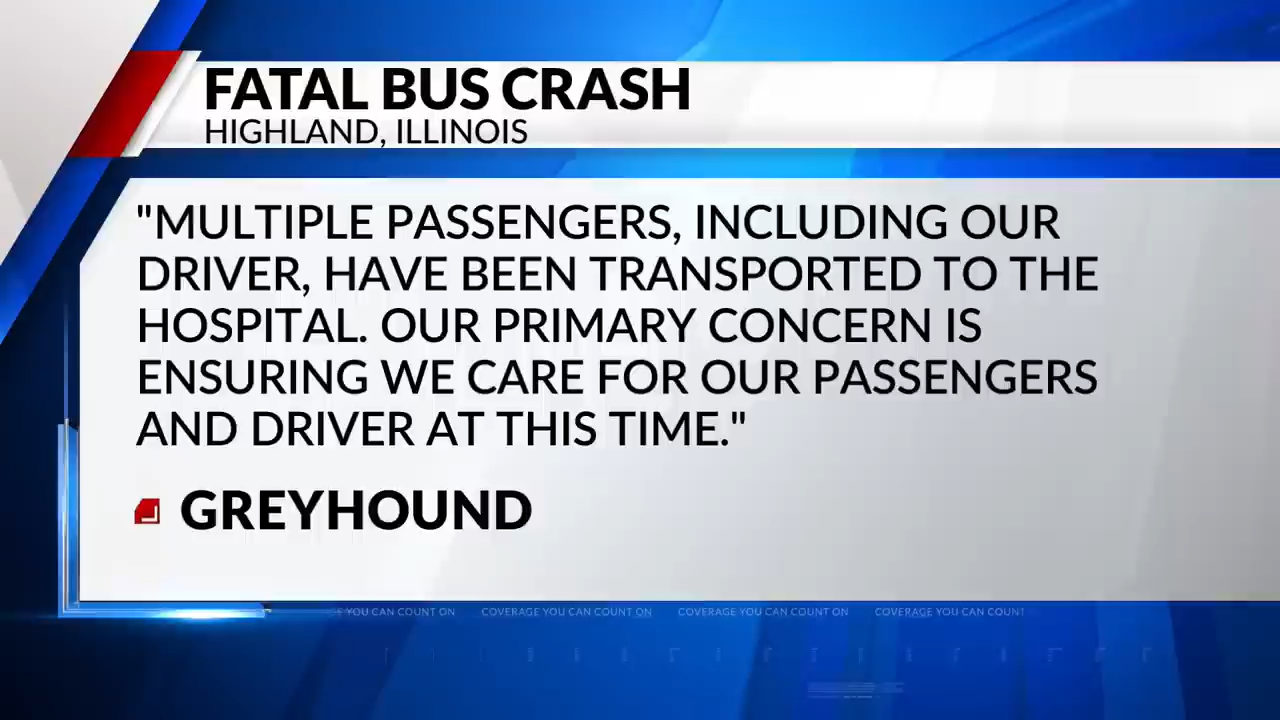 FATAL BUS CRASH
HIGHLAND, ILLINOIS
"MULTIPLE PASSENGERS, INCLUDING OUR
DRIVER, HAVE BEEN TRANSPORTED TO THE
HOSPITAL. OUR PRIMARY CONCERN IS
ENSURING WE CARE FOR OUR PASSENGERS
AND DRIVER AT THIS TIME."
GREYHOUND
YOU CAN COUNT ON COVERAGE YOU CAN COUNT ON COVERAGE YOU CAN COUNT ON COVERAGE YOU CAN COUNT